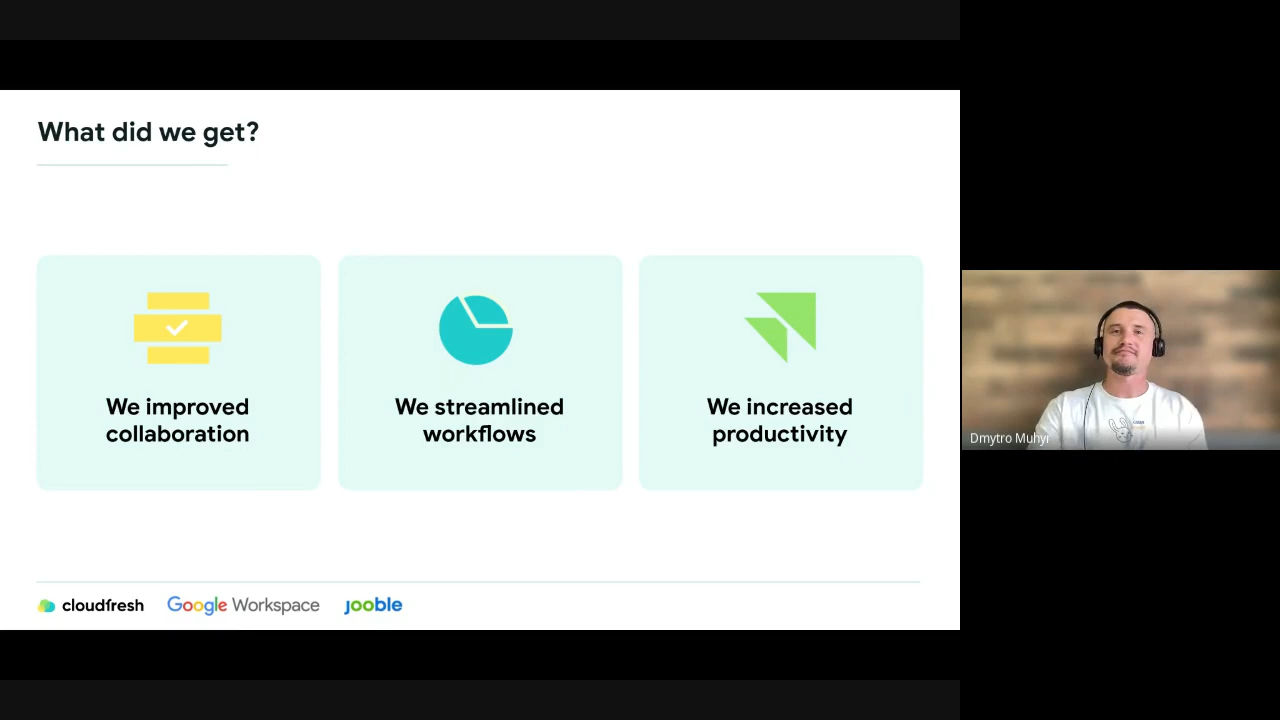 What did we get?
We improved
collaboration
We streamlined
workflows
We increased
productivity
cloudfresh
Google Workspace
jooble
Dmytro Muhyi